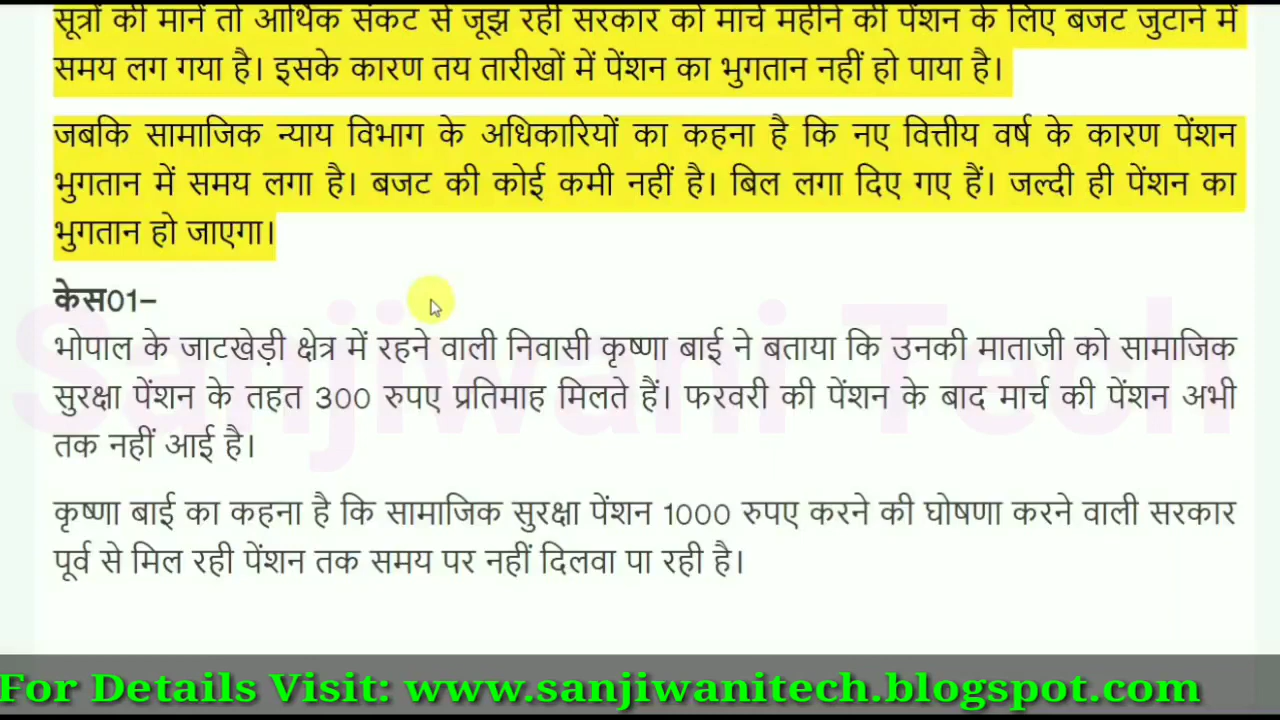 सूत्रों की मानें तो आर्थिक संकट से जूझ रही सरकार को मार्च महीने की पेंशन के लिए बजट जुटाने में
समय लग गया है। इसके कारण तय तारीखों में पेंशन का भुगतान नहीं हो पाया है।
जबकि सामाजिक न्याय विभाग के अधिकारियों का कहना है कि नए वित्तीय वर्ष के कारण पेंशन
भुगतान में समय लगा है। बजट की कोई कमी नहीं है। बिल लगा दिए गए हैं। जल्दी ही पेंशन का
भुगतान हो जाएगा।
केस01–
भोपाल के जाटखेड़ी क्षेत्र में रहने वाली निवासी कृष्णा बाई ने बताया कि उनकी माताजी को सामाजिक
सुरक्षा पेंशन के तहत 300 रुपए प्रतिमाह मिलते हैं। फरवरी की पेंशन के बाद मार्च की पेंशन अभी
तक नहीं आई है।
Sanjiwani Tech
कृष्णा बाई का कहना है कि सामाजिक सुरक्षा पेंशन 1000 रुपए करने की घोषणा करने वाली सरकार
पूर्व से मिल रही पेंशन तक समय पर नहीं दिलवा पा रही है।
For Details Visit: www.sanjiwanitech.blogspot.com